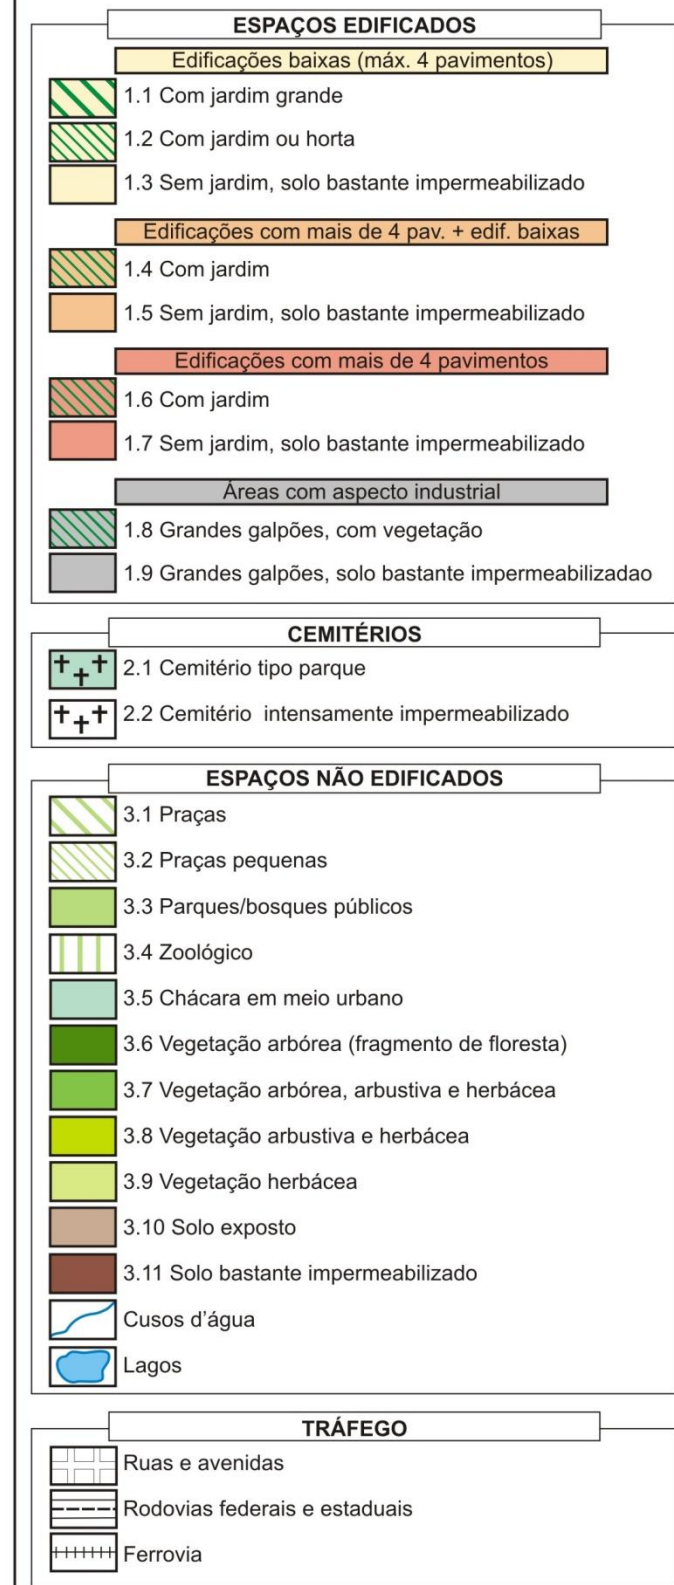 ESPAÇOS EDIFICADOS
Edificações baixas (máx. 4 pavimentos)
1.1 Com jardim grande
1.2 Com jardim ou horta
1.3 Sem jardim, solo bastante impermeabilizado
Edificações com mais de 4 pav. + edif. baixas
1.4 Com jardim
1.5 Sem jardim, solo bastante impermeabilizado
Edificações com mais de 4 pavimentos
1.6 Com jardim
1.7 Sem jardim, solo bastante impermeabilizado
Áreas com aspecto industrial
1.8 Grandes galpões, com vegetação
1.9 Grandes galpões, solo bastante impermeabilizadao
CEMITÉRIOS
2.1 Cemitério tipo parque
2.2 Cemitério intensamente impermeabilizado
ESPAÇOS NÃO EDIFICADOS
3.1 Praças
3.2 Praças pequenas
3.3 Parques/bosques públicos
3.4 Zoológico
3.5 Chácara em meio urbano
3.6 Vegetação arbórea (fragmento de floresta)
3.7 Vegetação arbórea, arbustiva e herbácea
3.8 Vegetação arbustiva e herbácea
3.9 Vegetação herbácea
3.10 Solo exposto
3.11 Solo bastante impermeabilizado
Cusos d'água
Lagos
TRÁFEGO
Ruas e avenidas
Rodovias federais e estaduais
Ferrovia